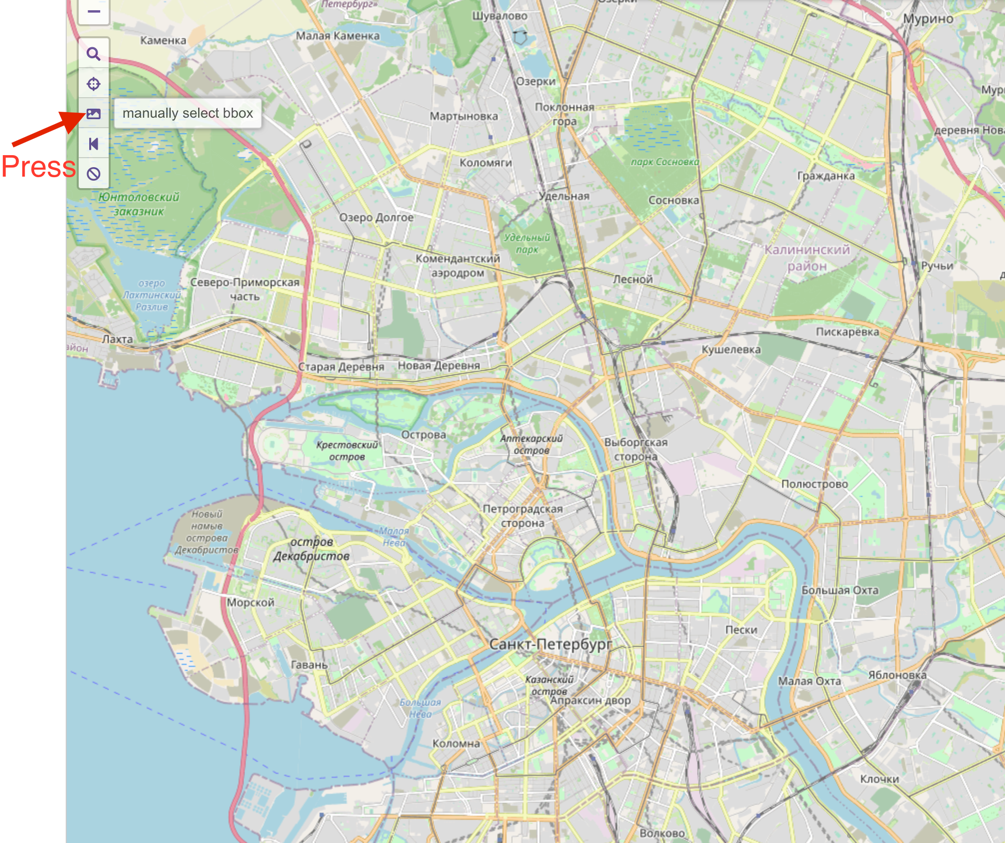 Петербург»
Озерки
Шувалово
Мурино
Каменка
Малая Каменка
Озерки
manually select bbox
Press
Мартыновка
Поклонная
гора
деревня Нова
Коломяги
парк Сосновка
Гражданка
Юнтоловский
заказник
Удельная
Сосновка
Озеро Долгое
Удельный
парк
Калининский
район
Комендантский
аэродром
Ручьи
Лесной
озеро
Лахтинский
Разлив
Северо-Приморская
часть
Лахта
Пискарёвка
Кушелевка
Старая Деревня
Новая Деревня
Острова
Аптекарский
остров
Крестовский
остров
Выборгская
сторона
Полюстрово
Петроградская
сторона
Новый
намыв
острова
Декабристов
остров
Декабристов
Малая
Нева
Большая Охта
Морской
Пески
Санкт-Петербург
Гавань
Казанский
остров
Малая Охта
Яблоновка
Апраксин двор
Большая
Нева
Коломна
Клочки
Волково